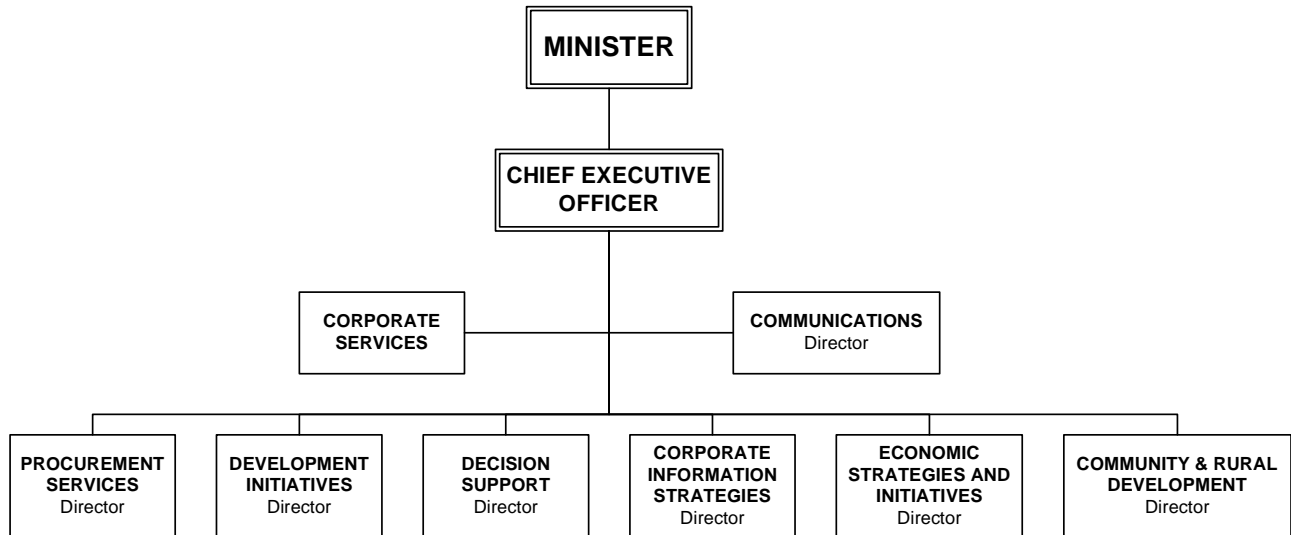 MINISTER
CHIEF EXECUTIVE
OFFICER
CORPORATE
SERVICES
COMMUNICATIONS
Director
PROCUREMENT
SERVICES
Director
DEVELOPMENT
INITIATIVES
Director
DECISION
SUPPORT
Director
CORPORATE
INFORMATION
STRATEGIES
Director
ECONOMIC
STRATEGIES AND
INITIATIVES
Director
COMMUNITY & RURAL
DEVELOPMENT
Director